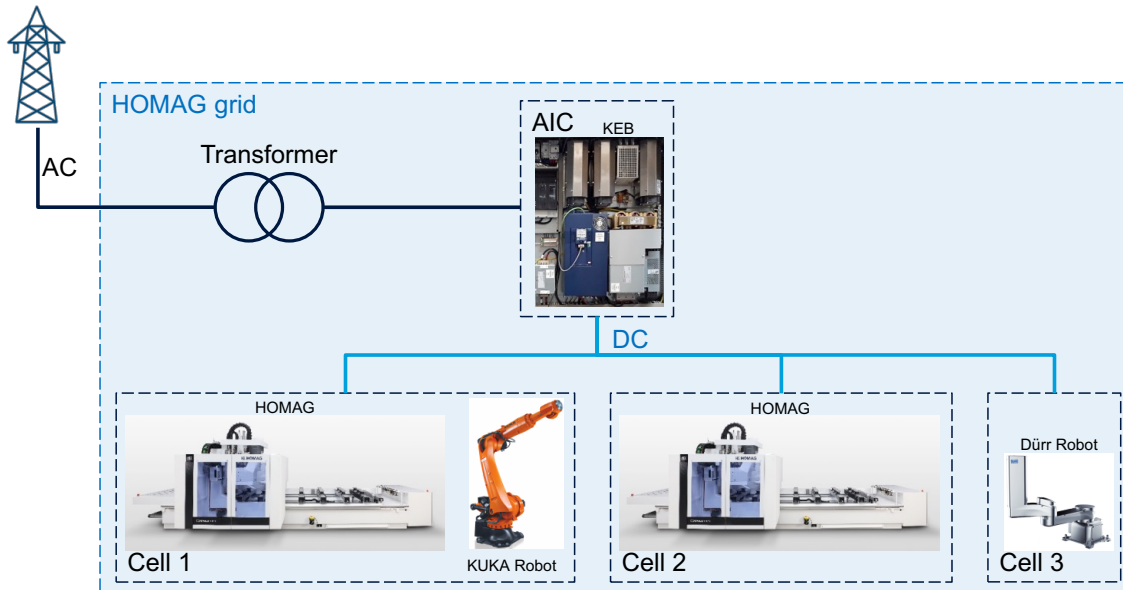 HOMAG grid
AC
Transformer
AIC
KEB
DC
HOMAG
HOMAG
Dürr Robot
KUKA Robot
Cell 1
Cell 2
Cell 3